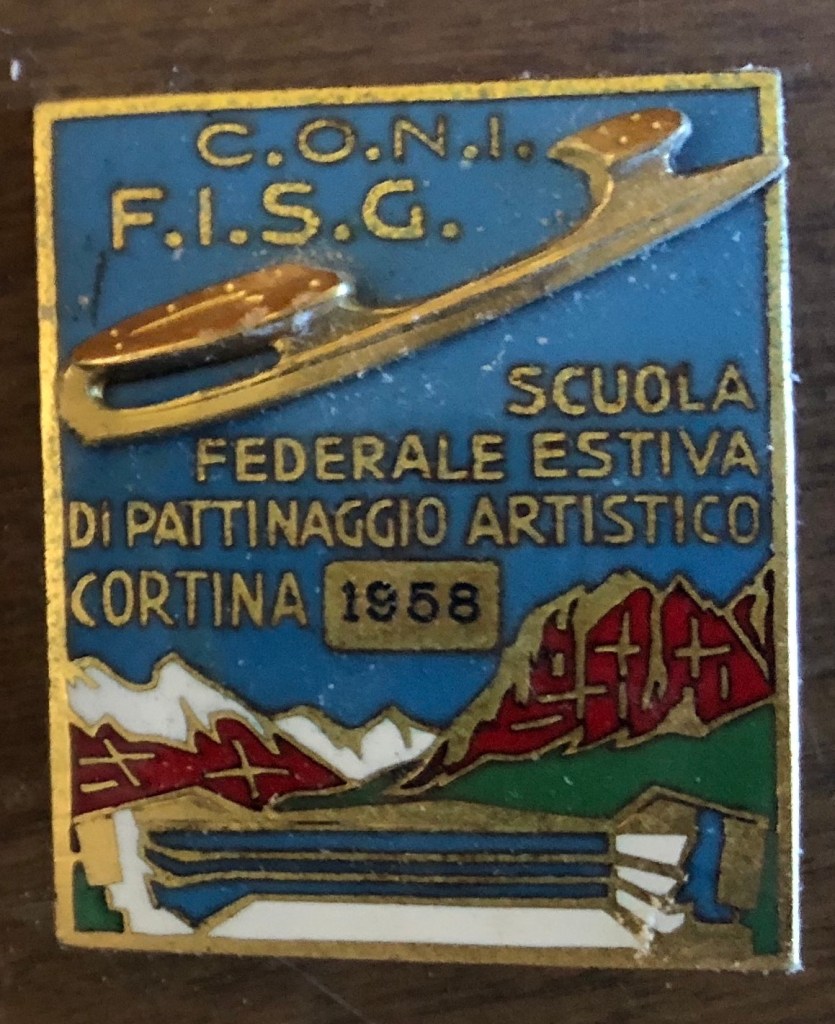 C.O.N.I.
F.I.S.G.
SCUOLA
FEDERALE ESTIVA
DI PATTINAGGIO ARTISTICO
CORTINA 1958